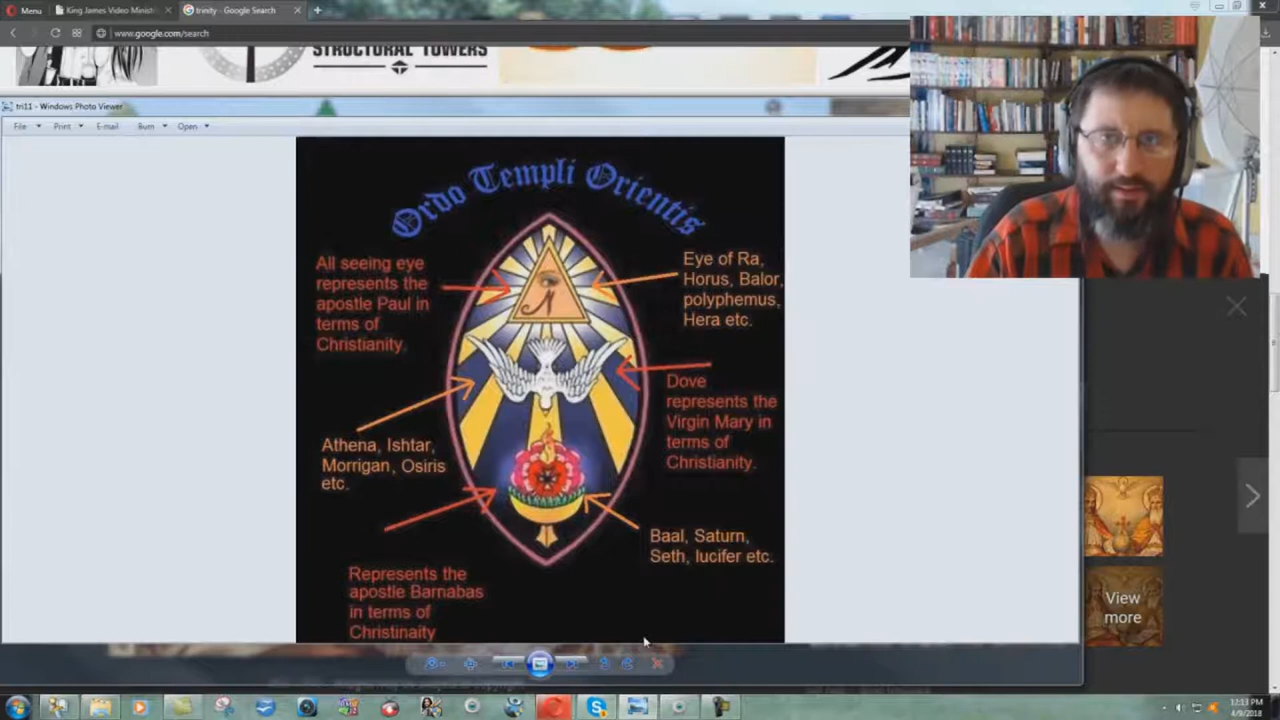 Menu
King James Video Minist
trinity - Google Search
www.google.com/search
STRUCTURAL TOWERS
tri11 - Windows Photo Viewer
File Print E-mail Burn Open
Ordo Templi Orientis
All seeing eye
represents the
apostle Paul in
terms of
Christianity.
Eye of Ra,
Horus, Balor,
polyphemus,
Hera etc.
Dove
represents the
Virgin Mary in
terms of
Christianity.
Athena, Ishtar,
Morrigan, Osiris
etc.
Baal, Saturn,
Seth, lucifer etc.
Represents the
apostle Barnabas
in terms of
Christinaity
View
more
12:13 PM
4/9/2018